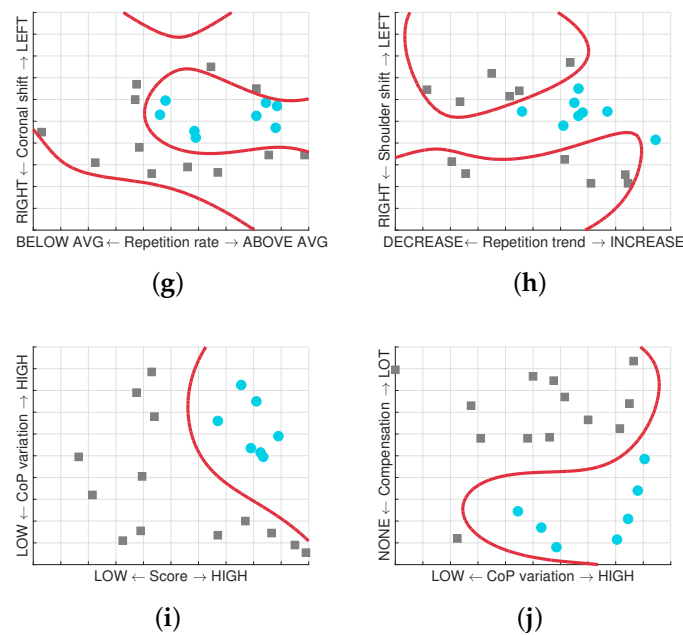 RIGHT ← Coronal shift → LEFT
BELOW AVG ← Repetition rate → ABOVE AVG
(g)
RIGHT ← Shoulder shift → LEFT
DECREASE ← Repetition trend → INCREASE
(h)
LOW ← CoP variation → HIGH
LOW ← Score → HIGH
(i)
NONE ← Compensation → LOT
LOW ← CoP variation → HIGH
(j)